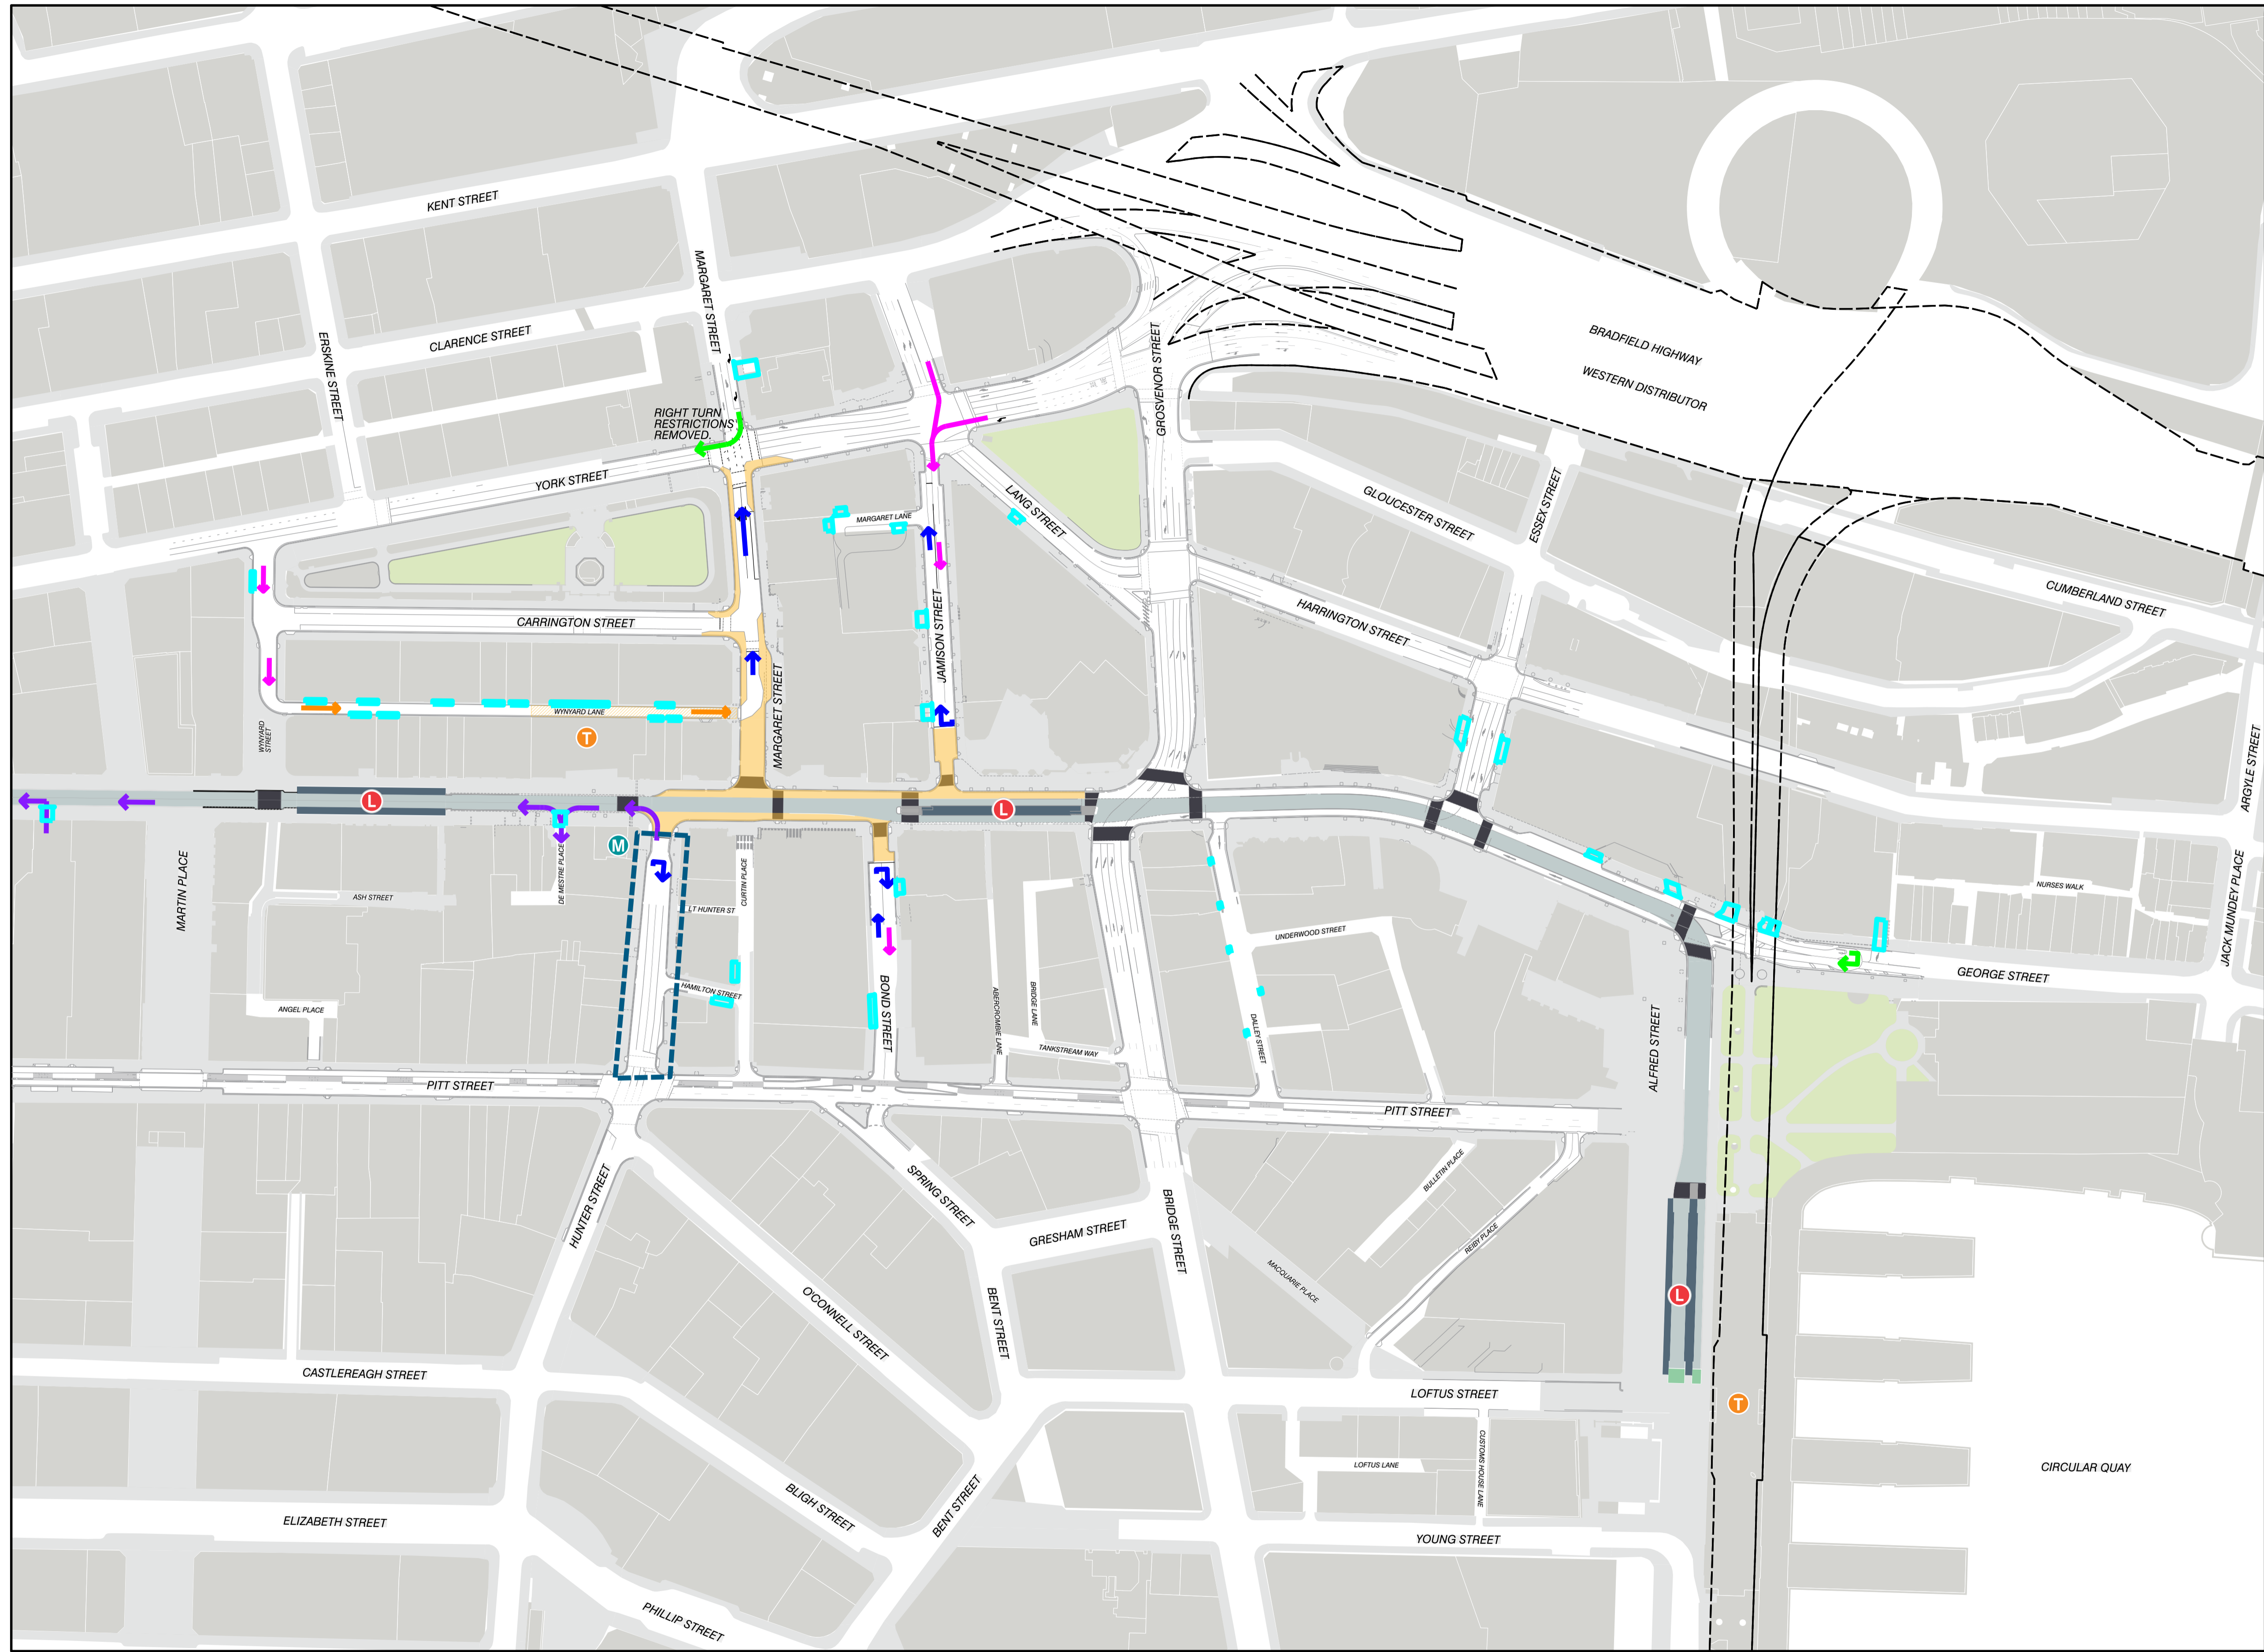 KENT STREET
MARGARET STREET
CLARENCE STREET
ERSKINE STREET
BRADFIELD HIGHWAY
WESTERN DISTRIBUTOR
GROSVENOR STREET
RIGHT TURN
RESTRICTIONS
REMOVED.
YORK STREET
LANG STREET
MARGARET LANE
GLOUCESTER STREET
ESSEX STREET
CUMBERLAND STREET
CARRINGTON STREET
JAMISON STREET
HARRINGTON STREET
MARGARET STREET
WYNYARD LANE
WYNYARD
STREET
T
ARGYLE STREET
L
L
M
MARTIN PLACE
ASH STREET
DE MESTRE PLACE
CURTIN PLACE
LT HUNTER ST
NURSES WALK
JACK MUNDEY PLACE
UNDERWOOD STREET
GEORGE STREET
HAMILTON STREET
BOND STREET
ABERCROMBIE LANE
BRIDGE LANE
ANGEL PLACE
TANKSTREAM WAY
DALLEY STREET
ALFRED STREET
PITT STREET
PITT STREET
HUNTER STREET
SPRING STREET
GRESHAM STREET
BRIDGE STREET
BULLETIN PLACE
REIBY PLACE
MACQUARIE PLACE
O'CONNELL STREET
BENT STREET
L
CASTLEREAGH STREET
LOFTUS STREET
T
CUSTOMS HOUSE LANE
LOFTUS LANE
CIRCULAR QUAY
BLIGH STREET
BENT STREET
ELIZABETH STREET
YOUNG STREET
PHILLIP STREET